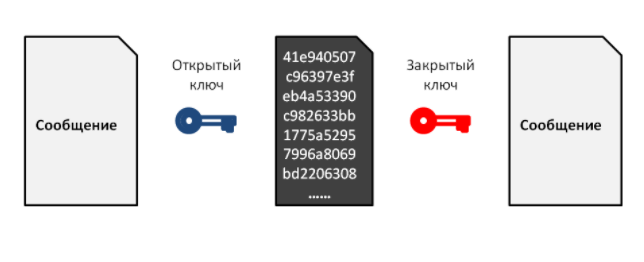 Сообщение
Открытый
ключ
41e940507
c96397e3f
eb4a53390
c982633bb
1775a5295
7996a8069
bd2206308
......
Закрытый
ключ
Сообщение